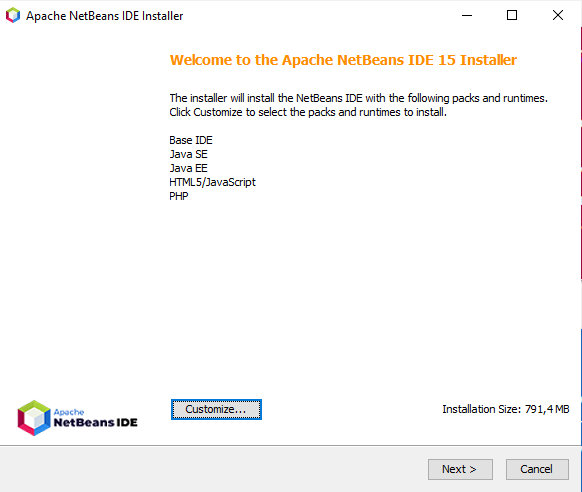 Apache NetBeans IDE Installer
Welcome to the Apache NetBeans IDE 15 Installer
The installer will install the NetBeans IDE with the following packs and runtimes.
Click Customize to select the packs and runtimes to install.
Base IDE
Java SE
Java EE
HTML5/JavaScript
PHP
Apache
NetBeans IDE
Customize...
Installation Size: 791,4 MB
Next >
Cancel